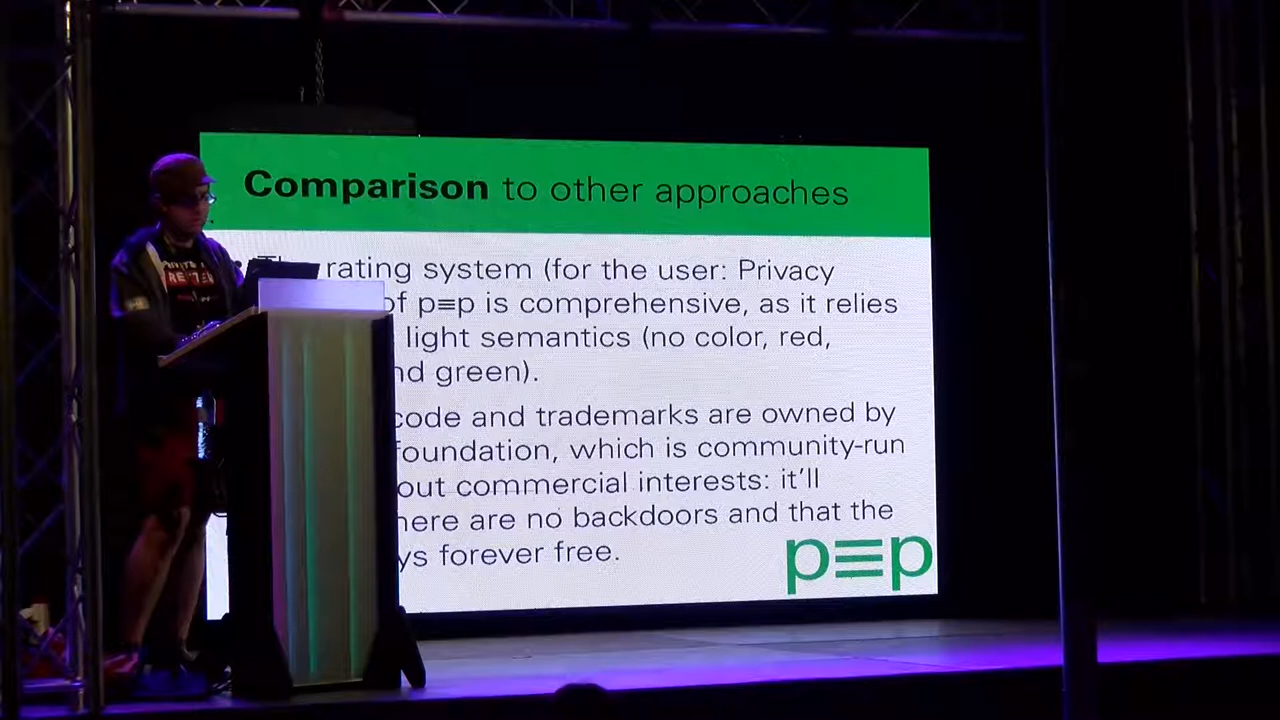 Comparison to other approaches
The rating system (for the user: Privacy
of p≡p is comprehensive, as it relies
light semantics (no color, red,
nd green).
code and trademarks are owned by
foundation, which is community-run
out commercial interests: it'll
here are no backdoors and that the
ys forever free.
p≡p